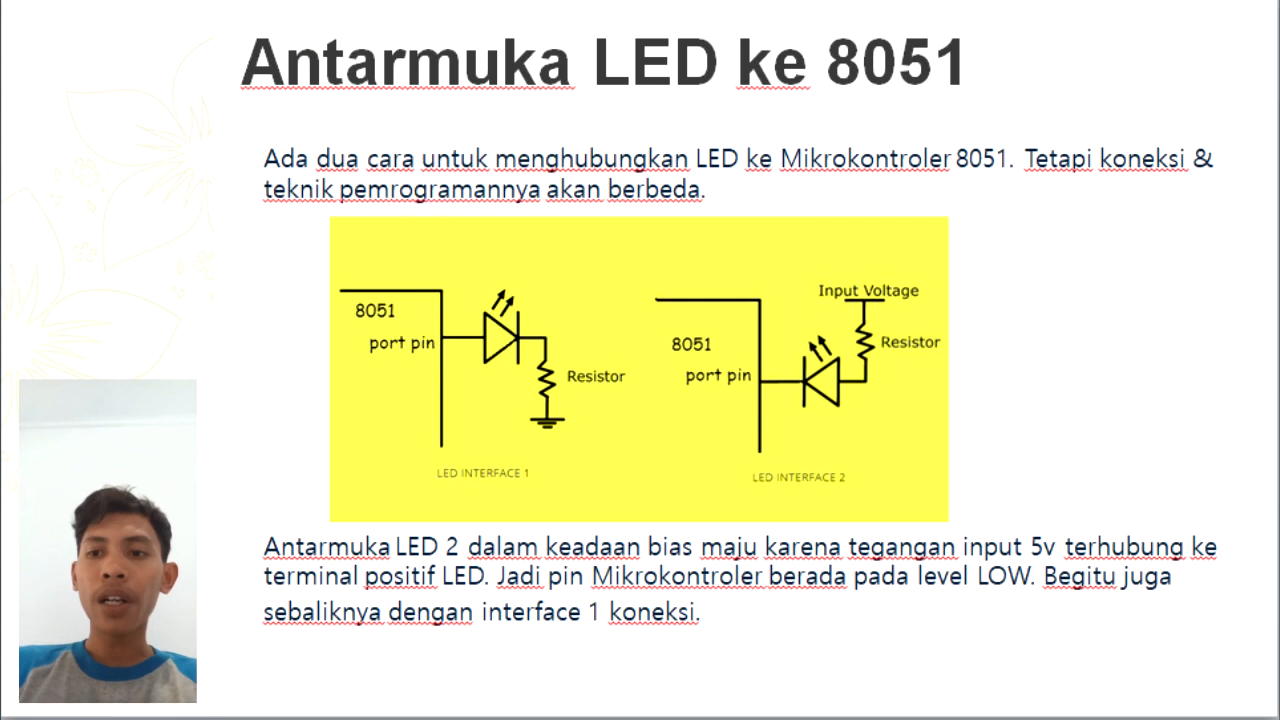 Antarmuka LED ke 8051
Ada dua cara untuk menghubungkan LED ke Mikrokontroler 8051. Tetapi koneksi &
teknik pemrogramannya akan berbeda.
8051
port pin
Resistor
LED INTERFACE 1
Input Voltage
8051
Resistor
port pin
LED INTERFACE 2
Antarmuka LED 2 dalam keadaan bias maju karena tegangan input 5v terhubung ke
terminal positif LED. Jadi pin Mikrokontroler berada pada level LOW. Begitu juga
sebaliknya dengan interface 1 koneksi.